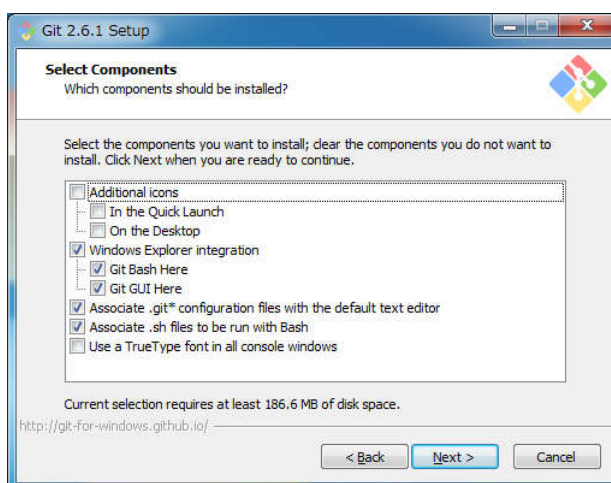 Git 2.6.1 Setup
Select Components
Which components should be installed?
Select the components you want to install; clear the components you do not want to
install. Click Next when you are ready to continue.
Additional icons
In the Quick Launch
On the Desktop
Windows Explorer integration
Git Bash Here
Git GUI Here
Associate .git* configuration files with the default text editor
Associate .sh files to be run with Bash
Use a TrueType font in all console windows
Current selection requires at least 186.6 MB of disk space.
http://git-for-windows.github.io/
< Back Next > Cancel